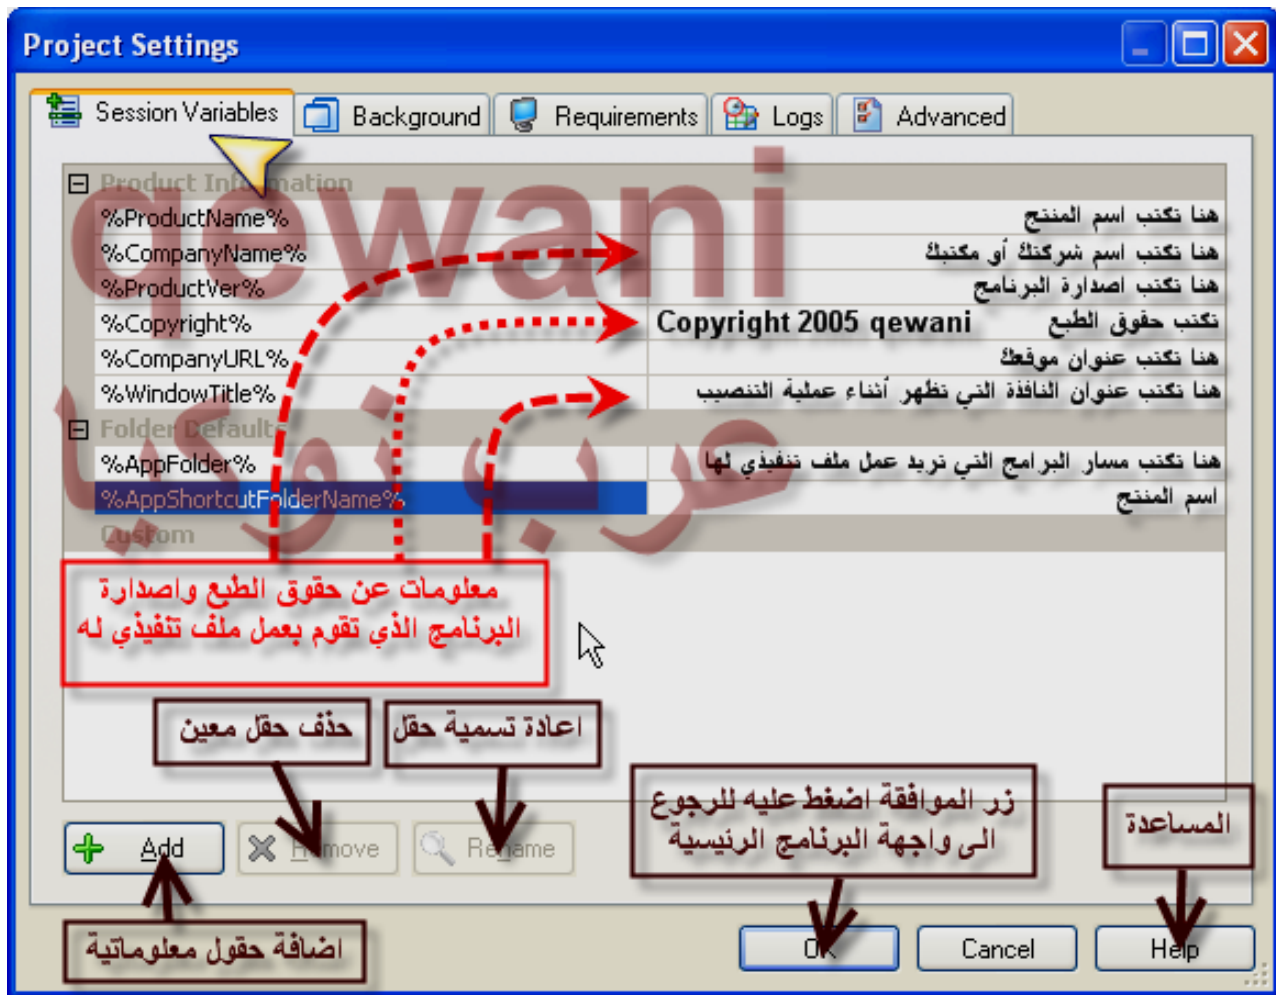 Project Settings
Session Variables
Background
Requirements
Logs
Advanced
Product Information
%ProductName%
هنا تكتب اسم المنتج
%CompanyName%
هنا تكتب اسم شركتك أو مكتبك
%ProductVer%
هنا تكتب اصدارة البرنامج
%Copyright%
تكتب حقوق الطبع Copyright 2005 qewani
%CompanyURL%
هنا تكتب عنوان موقعك
%WindowTitle%
هنا تكتب عنوان النافذة التي تظهر أثناء عملية التنصيب
Folder Defaults
%AppFolder%
هنا تكتب مسار البرامج التي تريد عمل ملف تنفيذي لها
%AppShortcutFolderName%
اسم المنتج
Custom
qewani
عرب نوكيا
معلومات عن حقوق الطبع واصدارة
البرنامج الذي تقوم بعمل ملف تنفيذي له
حذف حقل معين
اعادة تسمية حقل
زر الموافقة اضغط عليه للرجوع
الى واجهة البرنامج الرئيسية
المساعدة
Add
Remove
Rename
اضافة حقول معلوماتية
OK
Cancel
Help